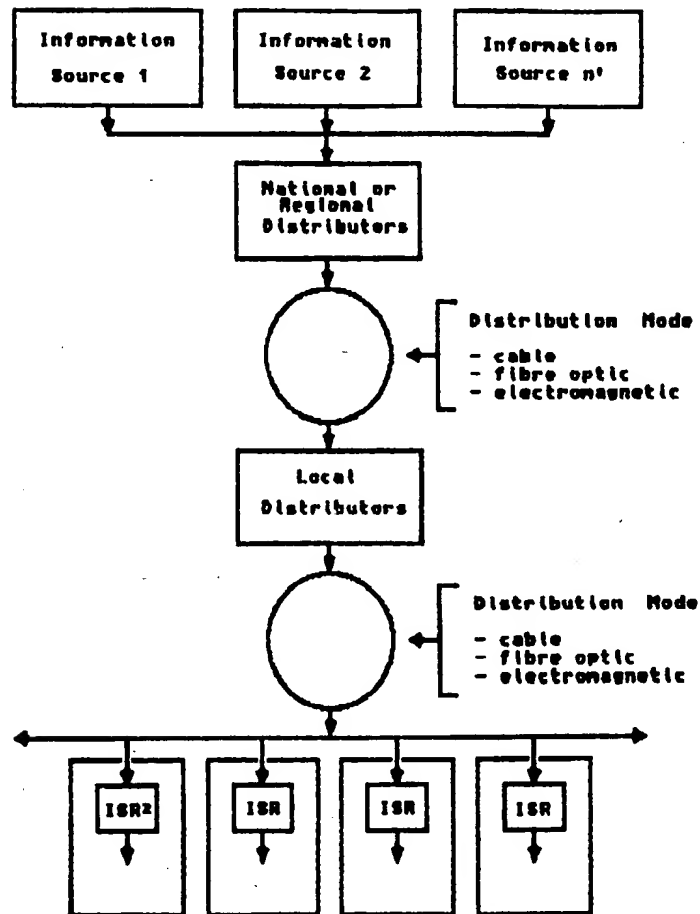 Information
Source 1
Information
Source 2
Information
Source n'
National or
Regional
Distributors
Distribution Mode
- cable
- fibre optic
- electromagnetic
Local
Distributors
Distribution Mode
- cable
- fibre optic
- electromagnetic
ISR²
ISR
ISR
ISR